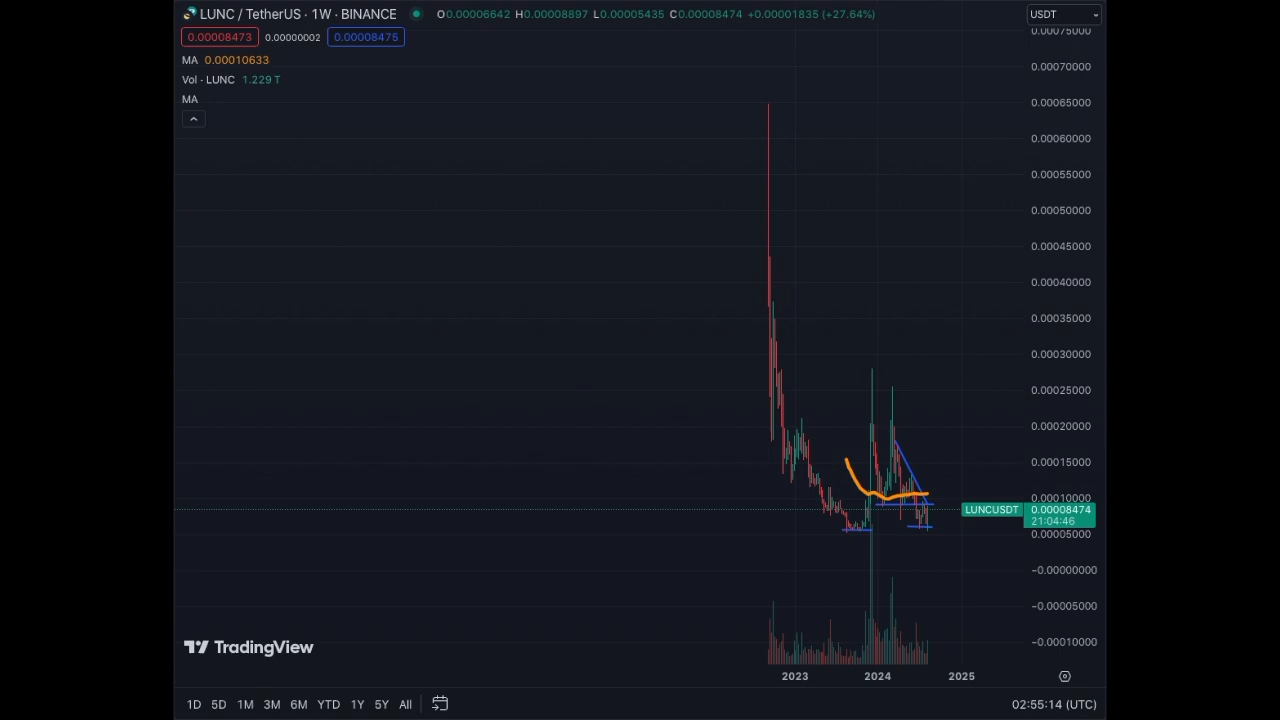 LUNC / TetherUS · 1W · BINANCE O0.00006642 H0.00008897 L0.00005435 C0.00008474 +0.00001835 (+27.64%)
USDT
0.00008473 0.00000002 0.00008475
MA 0.00010633
Vol · LUNC 1.229 T
MA
0.00075000
0.00070000
0.00065000
0.00060000
0.00055000
0.00050000
0.00045000
0.00040000
0.00035000
0.00030000
0.00025000
0.00020000
0.00015000
0.00010000
LUNCUSDT 0.00008474
21:04:46
0.00005000
−0.00000000
−0.00005000
−0.00010000
TradingView
2023 2024 2025
1D 5D 1M 3M 6M YTD 1Y 5Y All 02:55:14 (UTC)